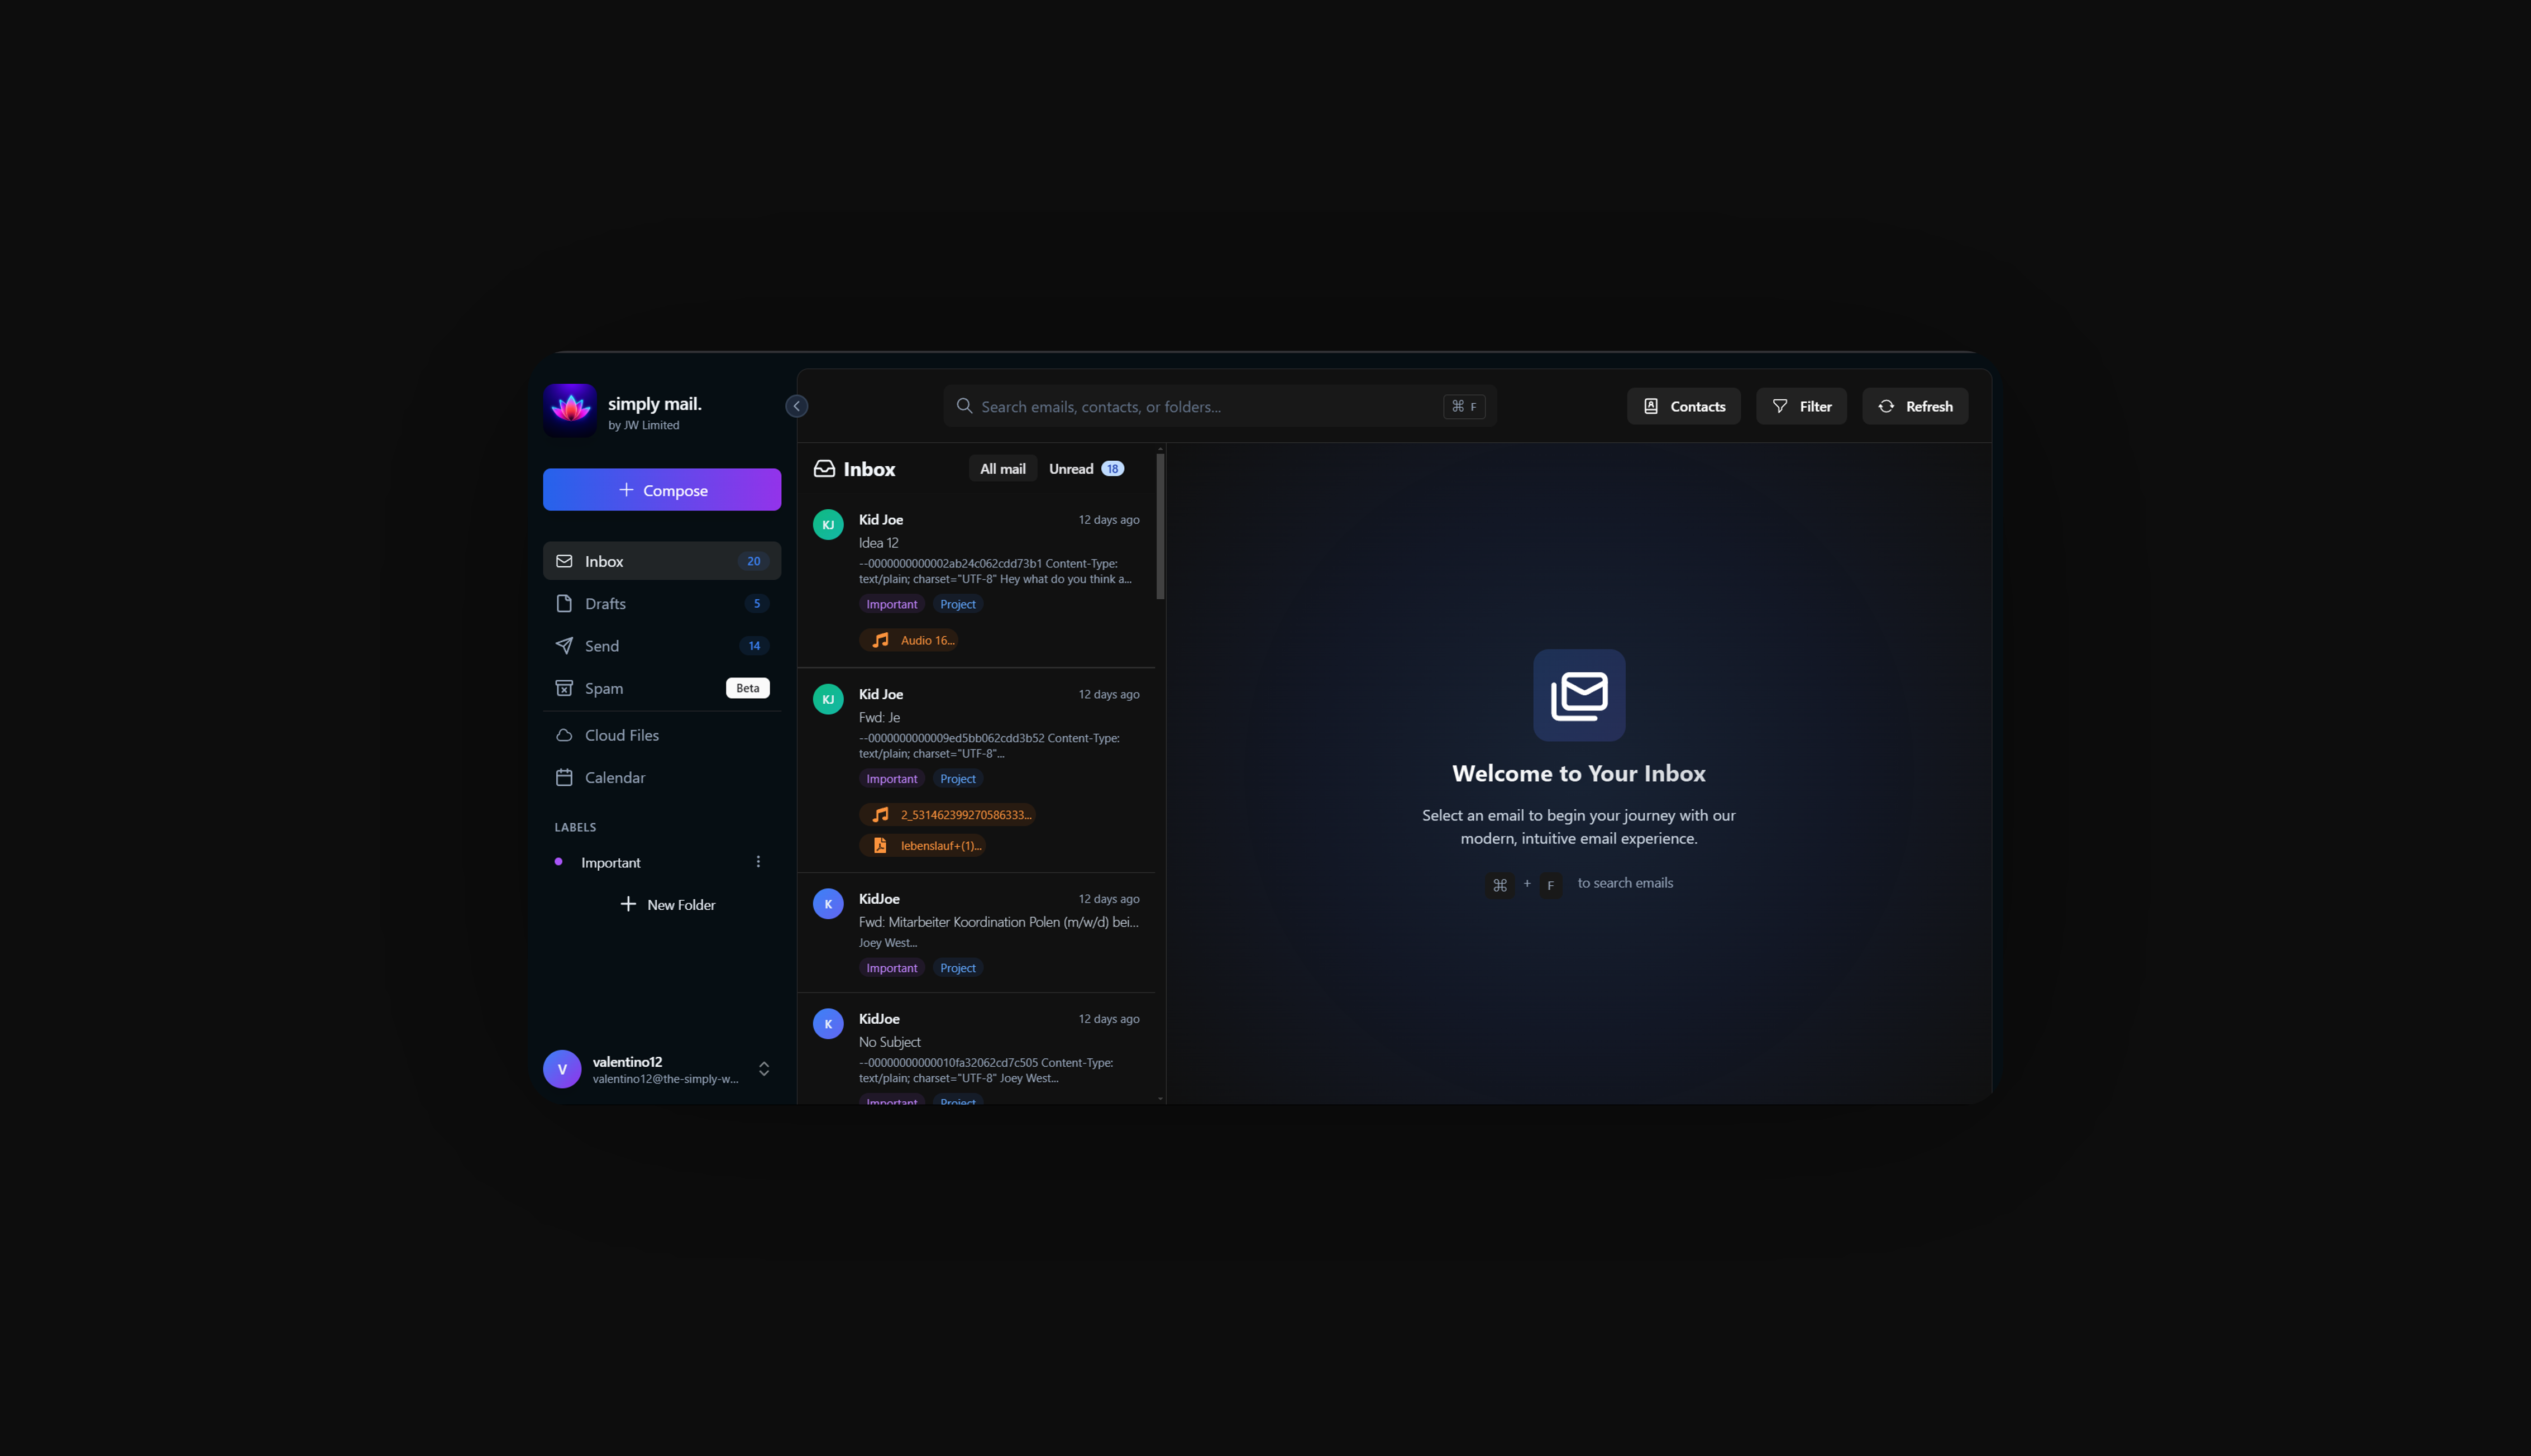 simply mail.
by JW Limited
Compose
Inbox 20
Drafts 5
Send 14
Spam Beta
Cloud Files
Calendar
LABELS
Important
New Folder
V
valentino12
valentino12@the-simply-w...
Search emails, contacts, or folders...
⌘ F
Contacts
Filter
Refresh
Inbox
All mail
Unread 18
KJ
Kid Joe 12 days ago
Idea 12
--0000000000002ab24c062cdd73b1 Content-Type:
text/plain; charset="UTF-8" Hey what do you think a...
Important Project
Audio 16...
KJ
Kid Joe 12 days ago
Fwd: Je
--0000000000009ed5bb062cdd3b52 Content-Type:
text/plain; charset="UTF-8"...
Important Project
2_531462399270586333...
lebenslauf+(1)...
K
KidJoe 12 days ago
Fwd: Mitarbeiter Koordination Polen (m/w/d) bei...
Joey West...
Important Project
K
KidJoe 12 days ago
No Subject
--00000000000010fa32062cd7c505 Content-Type:
text/plain; charset="UTF-8" Joey West...
Important Project
Welcome to Your Inbox
Select an email to begin your journey with our
modern, intuitive email experience.
⌘ + F to search emails